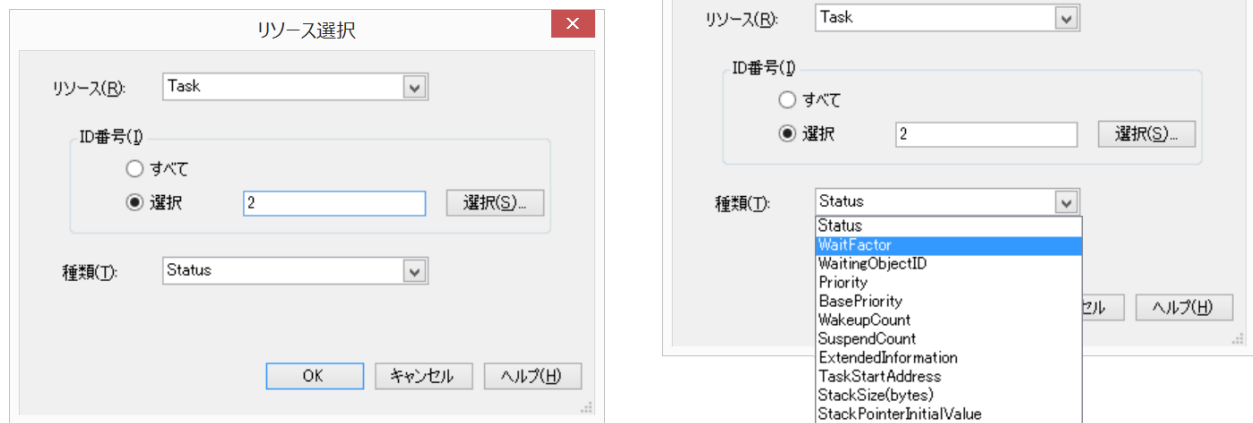 リソース選択
リソース(R): Task
ID番号(I)
すべて
選択 2 選択(S)...
種類(T): Status
OK キャンセル ヘルプ(H)
リソース(R): Task
ID番号(I)
すべて
選択 2 選択(S)...
種類(T): Status
Status
WaitFactor
WaitingObjectID
Priority
BasePriority
WakeupCount
SuspendCount
ExtendedInformation
TaskStartAddress
StackSize(bytes)
StackPointerInitialValue
セル ヘルプ(H)